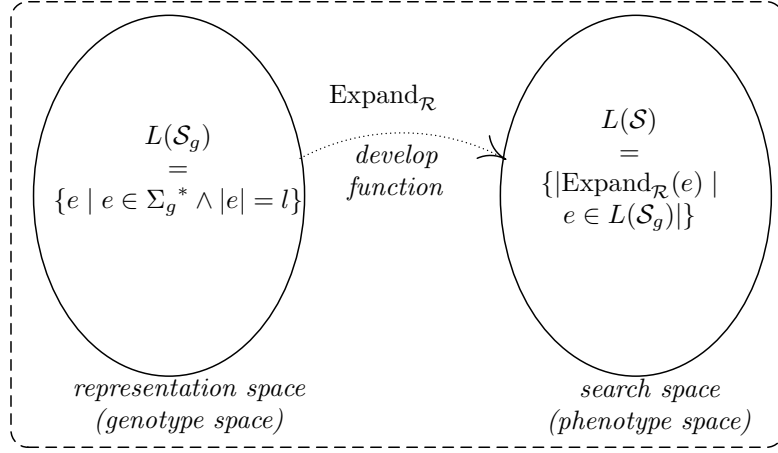 L(𝒮_g)
=
{e | e ∈ Σ_g* ∧ |e| = l}
Expand_ℛ
develop
function
L(𝒮)
=
{|Expand_ℛ(e) |
e ∈ L(𝒮_g)|}
representation space
(genotype space)
search space
(phenotype space)